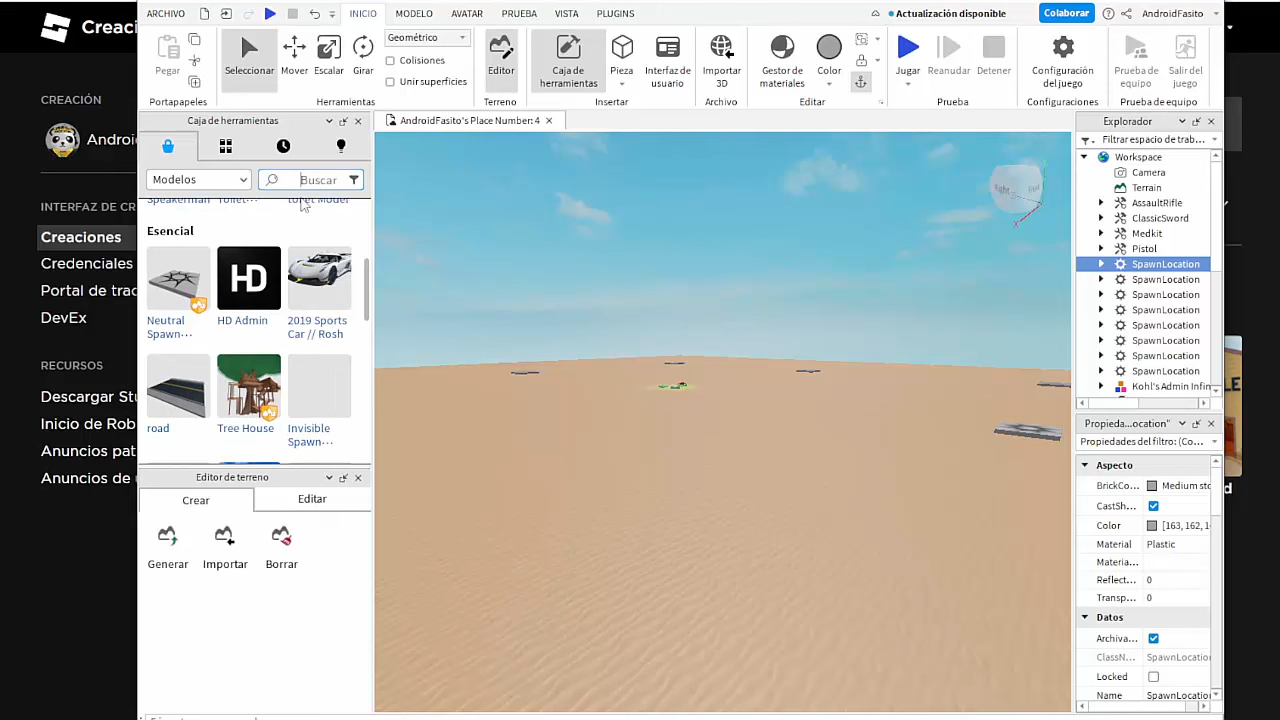 Creaci
ARCHIVO INICIO MODELO AVATAR PRUEBA VISTA PLUGINS Actualización disponible Colaborar AndroidFasito
Pegar
Seleccionar Mover Escalar Girar
Geométrico
Colisiones
Unir superficies
Editor
Caja de herramientas
Pieza
Interfaz de usuario
Importar 3D
Gestor de materiales
Color
Jugar Reanudar Detener
Configuración del juego
Prueba de equipo
Salir del juego
Portapapeles Herramientas Terreno Insertar Archivo Editar Prueba Configuraciones Prueba de equipo
CREACIÓN
Androi
INTERFAZ DE CR
Creaciones
Credenciales
Portal de trad
DevEx
RECURSOS
Descargar Stu
Inicio de Rob
Anuncios pat
Anuncios de
Caja de herramientas
Modelos Buscar
Speakerman Toilet... Toilet Model
Esencial
HD
Neutral Spawn...
HD Admin
2019 Sports Car // Rosh
road
Tree House
Invisible Spawn...
Editor de terreno
Crear Editar
Generar Importar Borrar
AndroidFasito's Place Number: 4
Right
Explorador
Filtrar espacio de trab...
Workspace
Camera
Terrain
AssaultRifle
ClassicSword
Medkit
Pistol
SpawnLocation
SpawnLocation
SpawnLocation
SpawnLocation
SpawnLocation
SpawnLocation
SpawnLocation
SpawnLocation
Kohl's Admin Infin
Propieda...ocation"
Propiedades del filtro: (Co...
Aspecto
BrickCo... Medium sto
CastSh...
Color [163, 162, 1
Material Plastic
Materia...
Reflect... 0
Transp... 0
Datos
Archiva...
ClassN... SpawnLocation
Locked
Name SpawnLocation
d